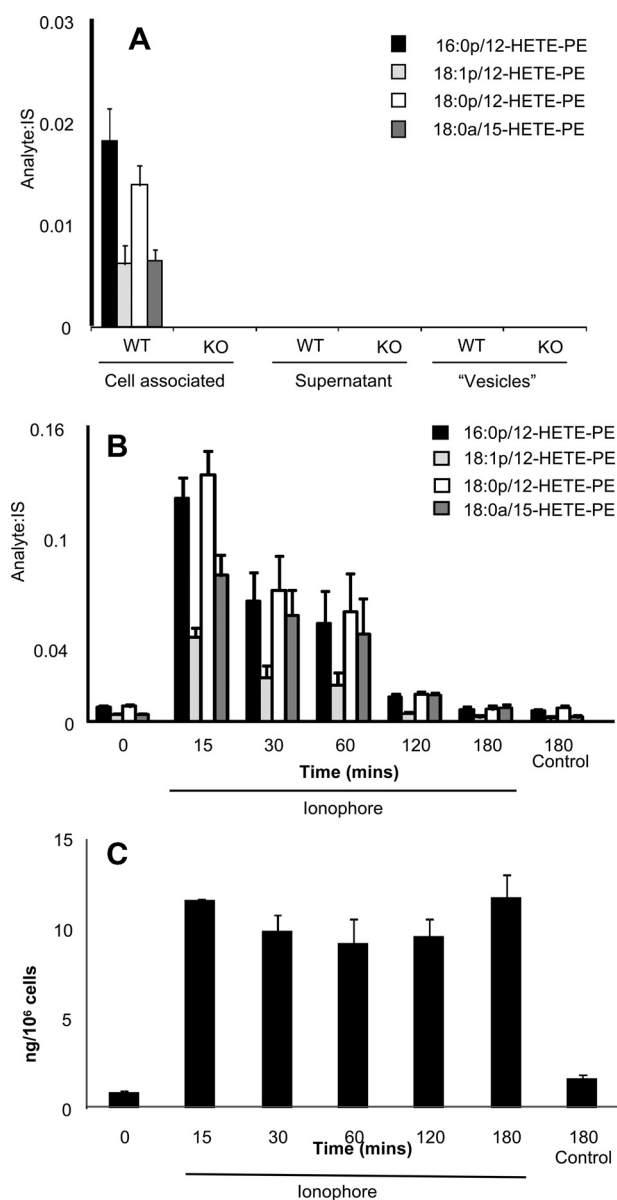 A
0.03
0.02
0.01
0
Analyte:IS
16:0p/12-HETE-PE
18:1p/12-HETE-PE
18:0p/12-HETE-PE
18:0a/15-HETE-PE
WT KO WT KO WT KO
Cell associated Supernatant “Vesicles”
B
0.16
0.1
0.04
0
Analyte:IS
16:0p/12-HETE-PE
18:1p/12-HETE-PE
18:0p/12-HETE-PE
18:0a/15-HETE-PE
0 15 30 60 120 180 180
Control
Time (mins)
Ionophore
C
15
10
5
0
ng/10⁶ cells
0 15 30 60 120 180 180
Control
Time (mins)
Ionophore